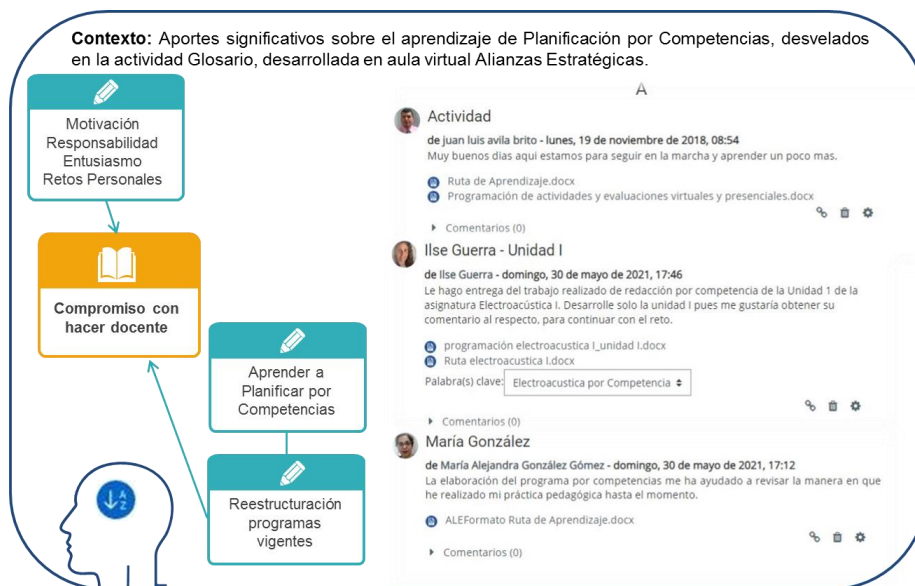 Contexto: Aportes significativos sobre el aprendizaje de Planificación por Competencias, desvelados
en la actividad Glosario, desarrollada en aula virtual Alianzas Estratégicas.
Motivación
Responsabilidad
Entusiasmo
Retos Personales
Compromiso con
hacer docente
Aprender a
Planificar por
Competencias
Reestructuración
programas
vigentes
A
Z
A
Actividad
de juan luis avila brito - lunes, 19 de noviembre de 2018, 08:54
Muy buenos dias aqui estamos para seguir en la marcha y aprender un poco mas.
Ruta de Aprendizaje.docx
Programación de actividades y evaluaciones virtuales y presenciales.docx
Comentarios (0)
Ilse Guerra - Unidad I
de Ilse Guerra - domingo, 30 de mayo de 2021, 17:46
Le hago entrega del trabajo realizado de redacción por competencia de la Unidad 1 de la
asignatura Electroacústica I. Desarrolle solo la unidad I pues me gustaría obtener su
comentario al respecto, para continuar con el reto.
programación electroacustica I_unidad I.docx
Ruta electroacustica I.docx
Palabra(s) clave: Electroacustica por Competencia
Comentarios (0)
María González
de María Alejandra González Gómez - domingo, 30 de mayo de 2021, 17:12
La elaboración del programa por competencias me ha ayudado a revisar la manera en que
he realizado mi práctica pedagógica hasta el momento.
ALEFormato Ruta de Aprendizaje.docx
Comentarios (0)